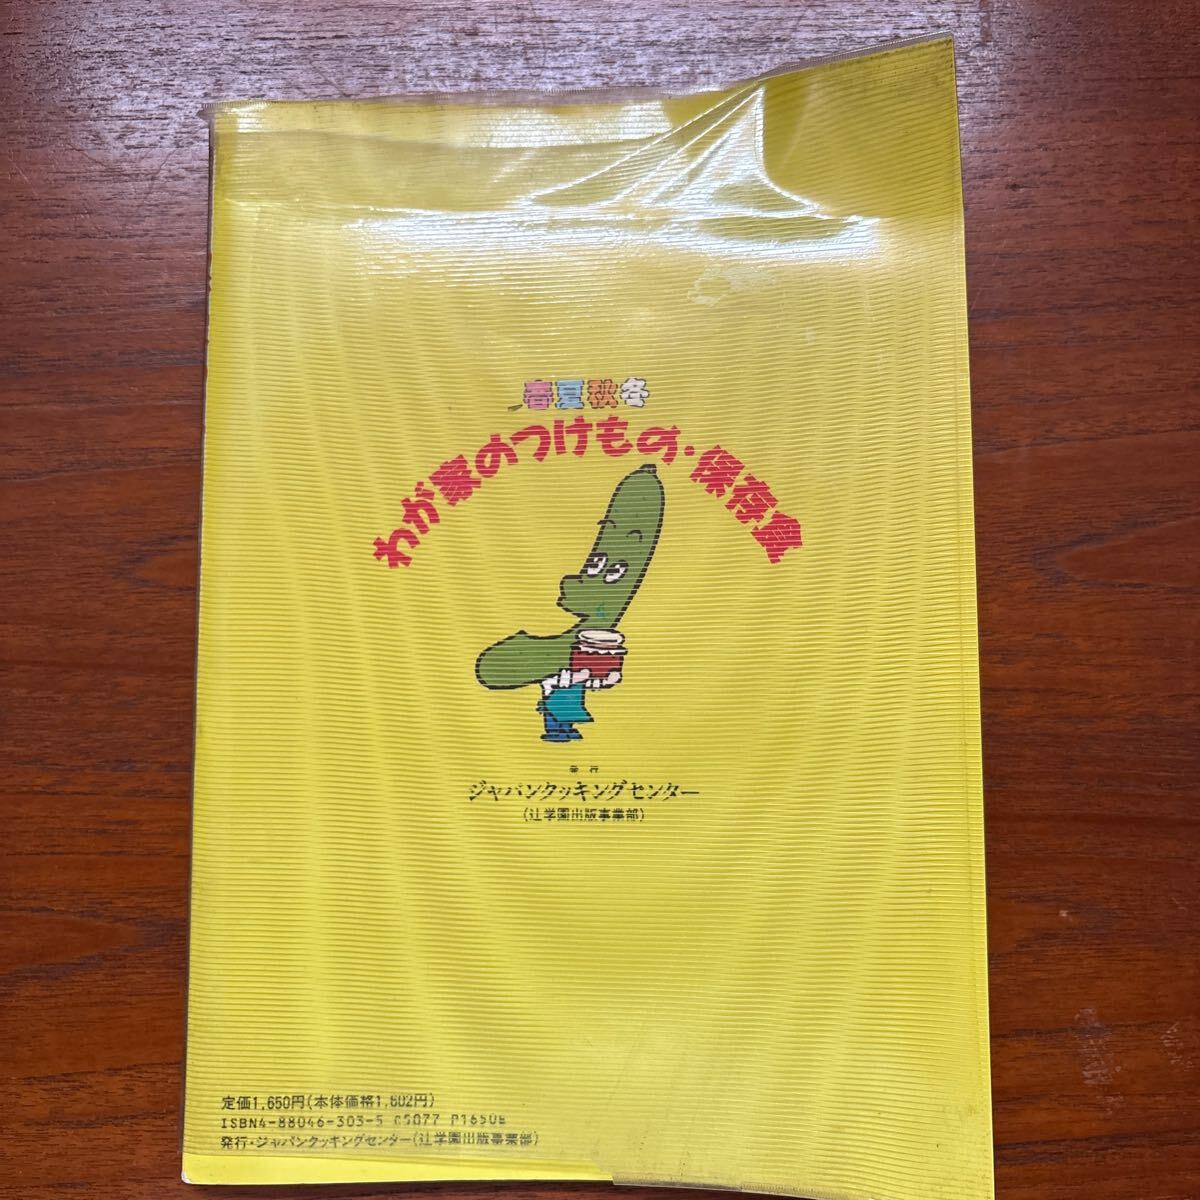 春夏秋冬
わが家のつけもの・保存食
発行
ジャパンクッキングセンター
(辻学園出版事業部)
定価1,650円(本体価格1,602円)
ISBN4-88046-303-5 C5077 P1650E
発行・ジャパンクッキングセンター(辻学園出版事業部)